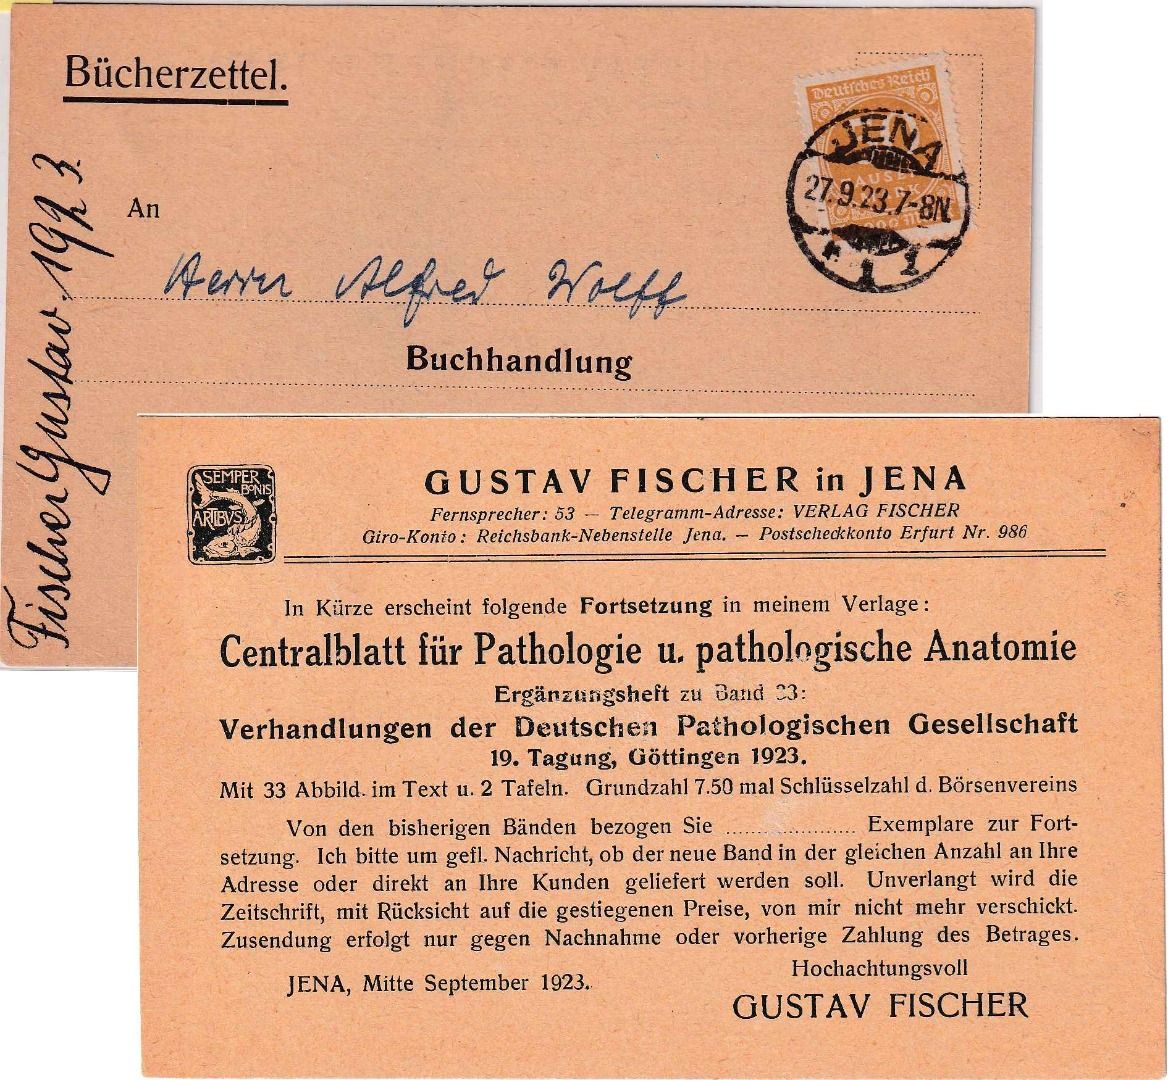 Bücherzettel.
Deutsches Reich
JENA
27.9.23.7-8N.
1
An
Herrn Alfred Wolff
Buchhandlung
Fischer Gustav, 1923.
SEMPER
BONIS
ARTIBVS
GUSTAV FISCHER in JENA
Fernsprecher: 53 — Telegramm-Adresse: VERLAG FISCHER
Giro-Konto: Reichsbank-Nebenstelle Jena. — Postscheckkonto Erfurt Nr. 986
In Kürze erscheint folgende Fortsetzung in meinem Verlage:
Centralblatt für Pathologie u. pathologische Anatomie
Ergänzungsheft zu Band 33:
Verhandlungen der Deutschen Pathologischen Gesellschaft
19. Tagung, Göttingen 1923.
Mit 33 Abbild. im Text u. 2 Tafeln. Grundzahl 7.50 mal Schlüsselzahl d. Börsenvereins
Von den bisherigen Bänden bezogen Sie .................... Exemplare zur Fort-
setzung. Ich bitte um gefl. Nachricht, ob der neue Band in der gleichen Anzahl an Ihre
Adresse oder direkt an Ihre Kunden geliefert werden soll. Unverlangt wird die
Zeitschrift, mit Rücksicht auf die gestiegenen Preise, von mir nicht mehr verschickt.
Zusendung erfolgt nur gegen Nachnahme oder vorherige Zahlung des Betrages.
Hochachtungsvoll
JENA, Mitte September 1923.
GUSTAV FISCHER